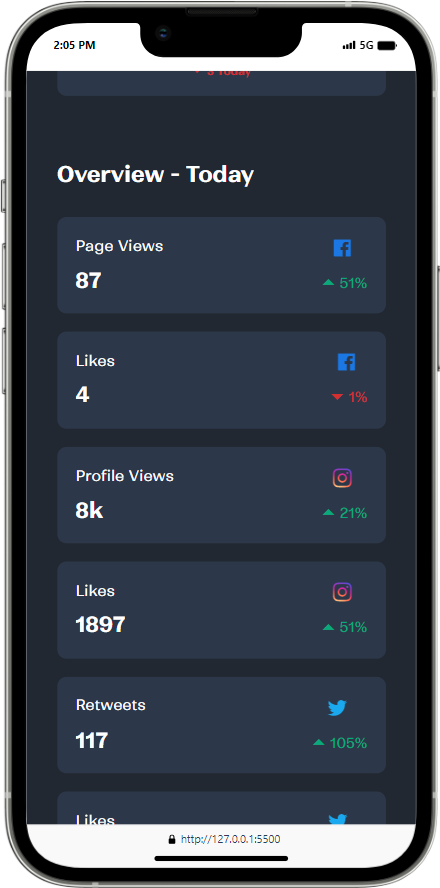 2:05 PM
5G
3 Today
Overview - Today
Page Views
87
51%
Likes
4
1%
Profile Views
8k
21%
Likes
1897
51%
Retweets
117
105%
Likes
http://127.0.0.1:5500